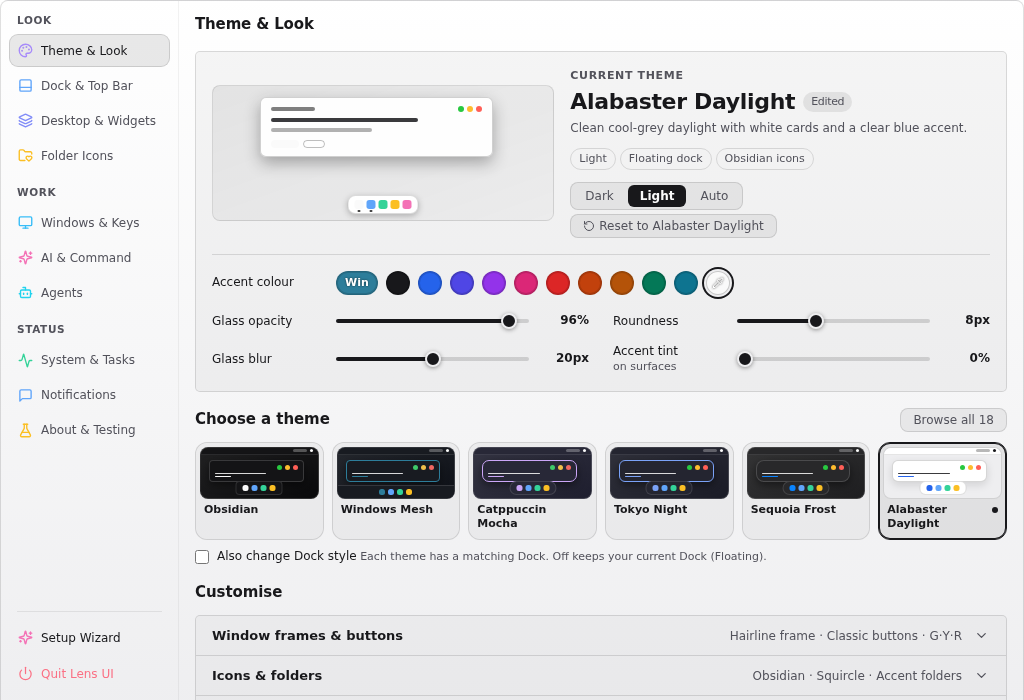 LOOK
Theme & Look
Dock & Top Bar
Desktop & Widgets
Folder Icons
WORK
Windows & Keys
AI & Command
Agents
STATUS
System & Tasks
Notifications
About & Testing
Setup Wizard
Quit Lens UI
Theme & Look
CURRENT THEME
Alabaster Daylight Edited
Clean cool-grey daylight with white cards and a clear blue accent.
Light Floating dock Obsidian icons
Dark Light Auto
Reset to Alabaster Daylight
Accent colour Win
Glass opacity 96% Roundness 8px
Glass blur 20px Accent tint 0%
on surfaces
Choose a theme Browse all 18
Obsidian
Windows Mesh
Catppuccin
Mocha
Tokyo Night
Sequoia Frost
Alabaster
Daylight
Also change Dock style Each theme has a matching Dock. Off keeps your current Dock (Floating).
Customise
Window frames & buttons Hairline frame · Classic buttons · G·Y·R
Icons & folders Obsidian · Squircle · Accent folders